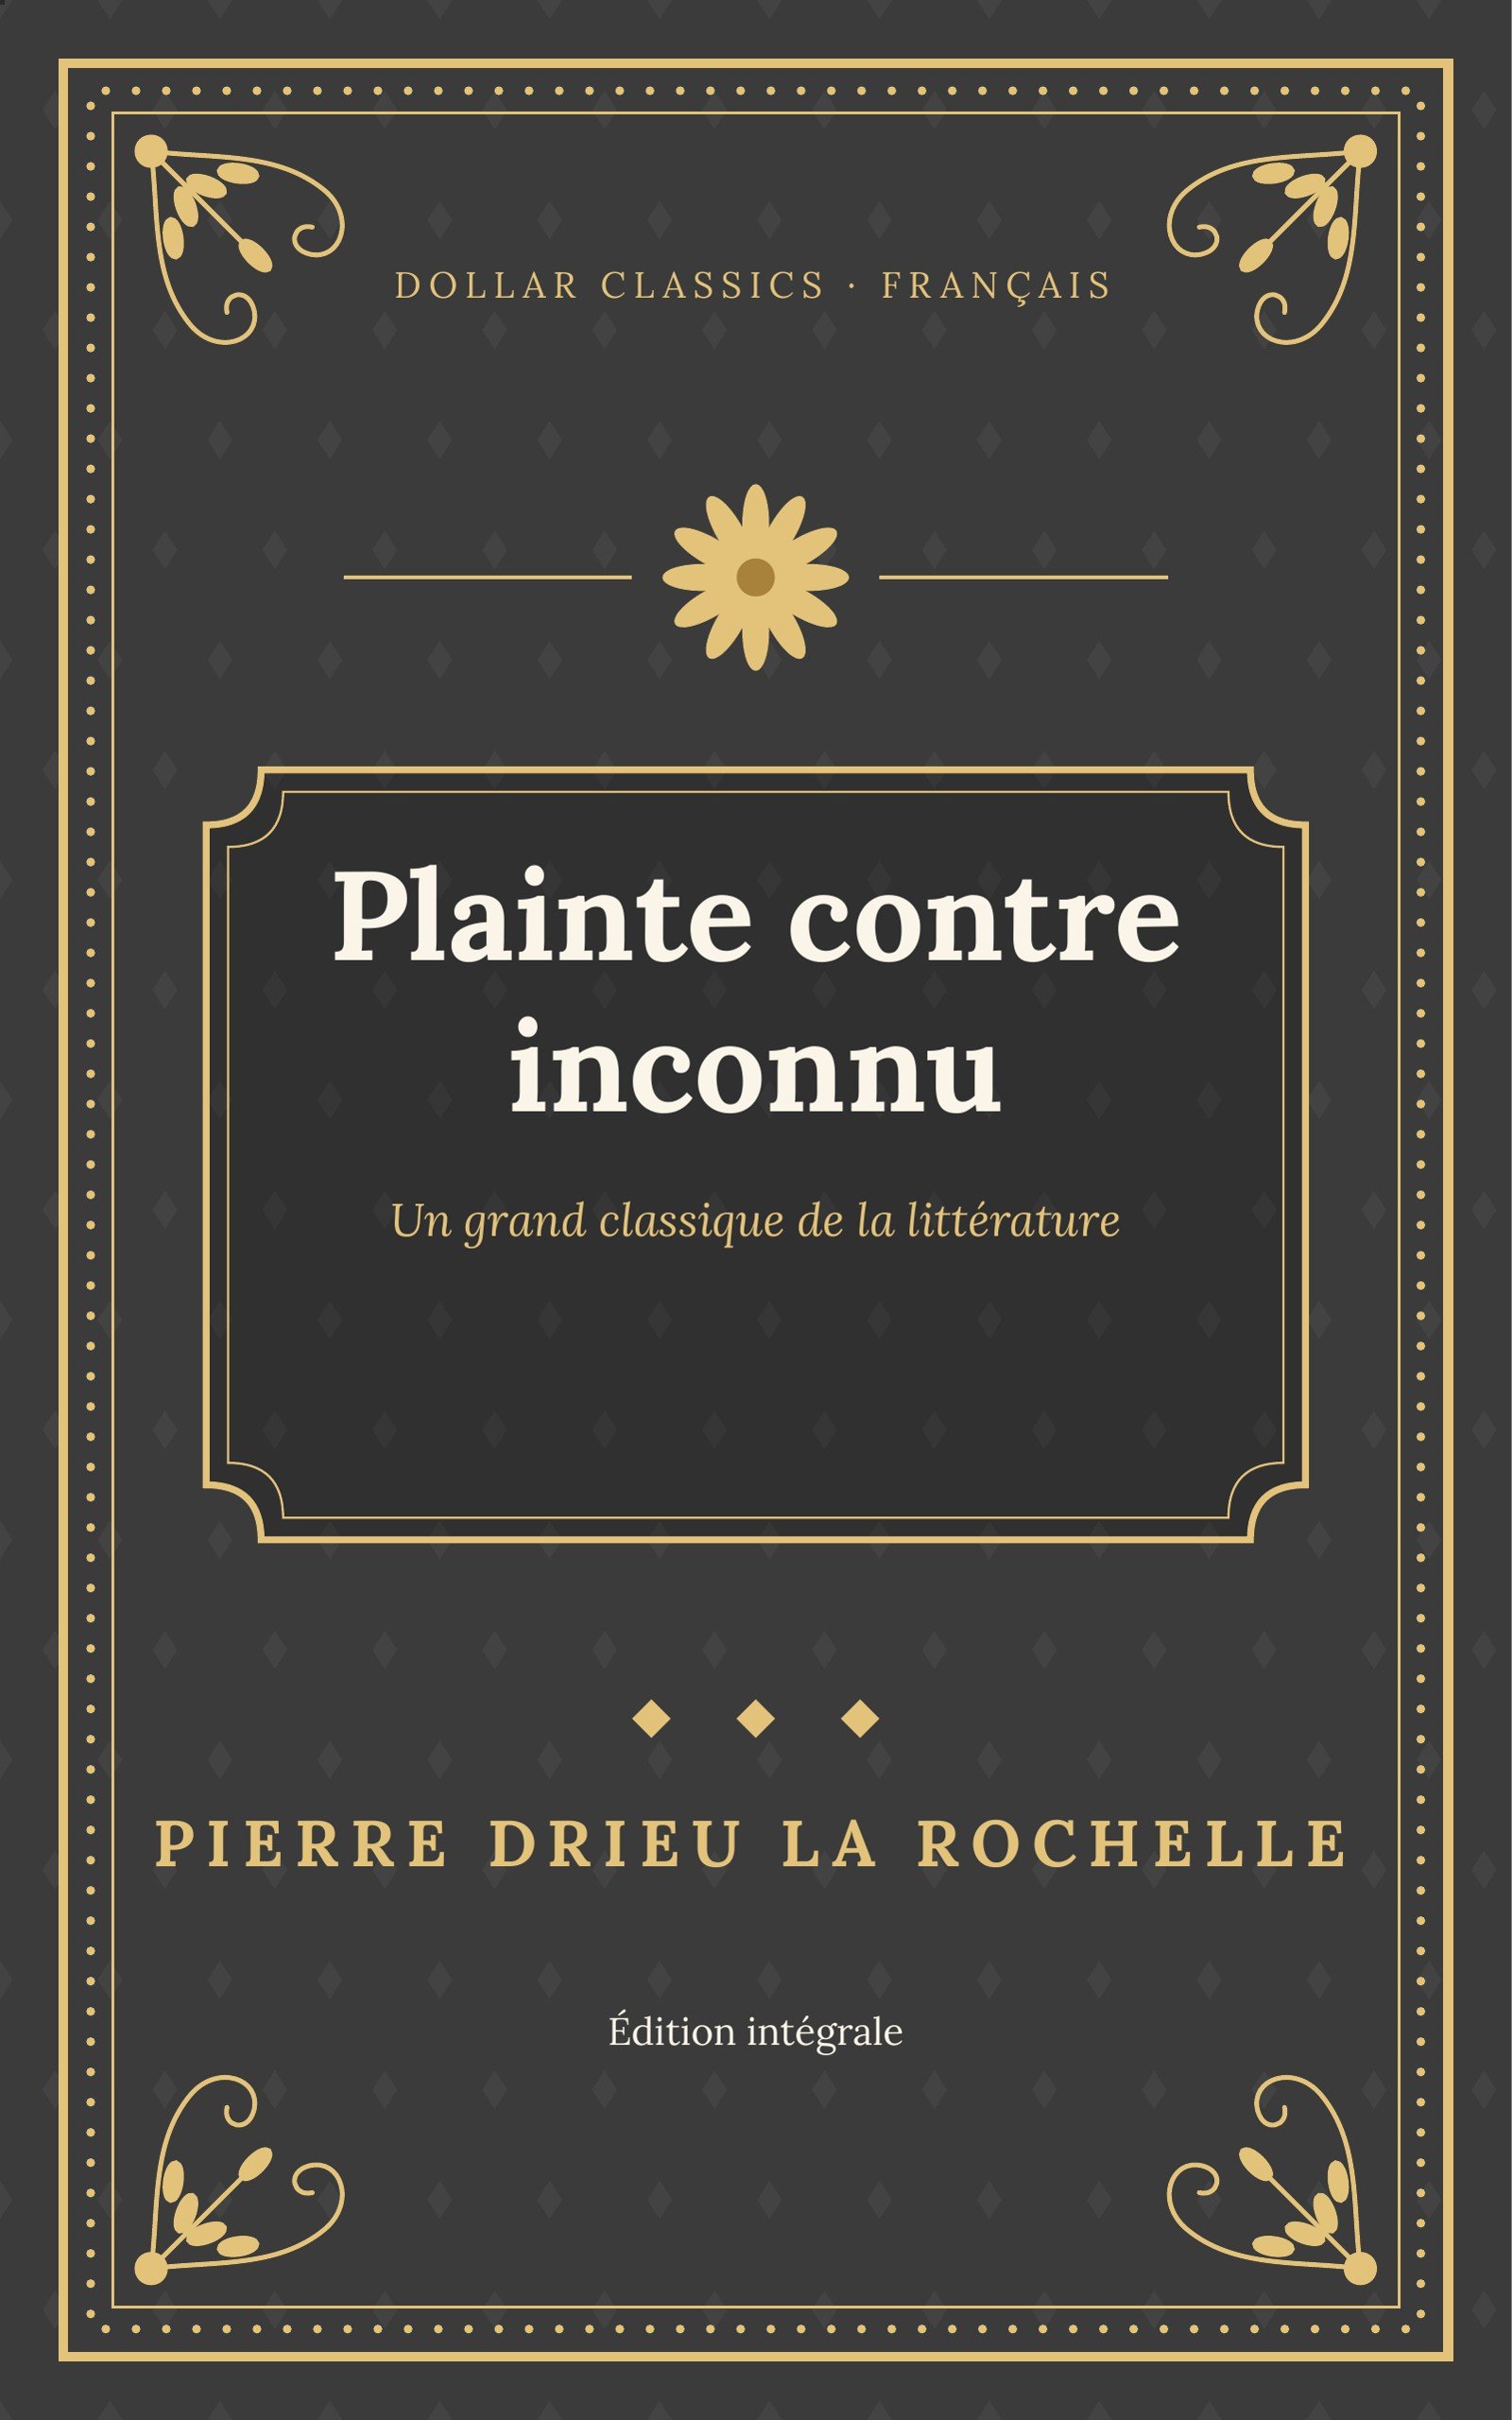 DOLLAR CLASSICS · FRANÇAIS
Plainte contre
inconnu
Un grand classique de la littérature
PIERRE DRIEU LA ROCHELLE
Édition intégrale